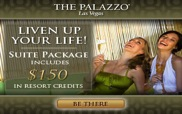 THE PALAZZO®
Las Vegas
LIVEN UP
YOUR LIFE!
SUITE PACKAGE
INCLUDES
$150
IN RESORT CREDITS
BE THERE